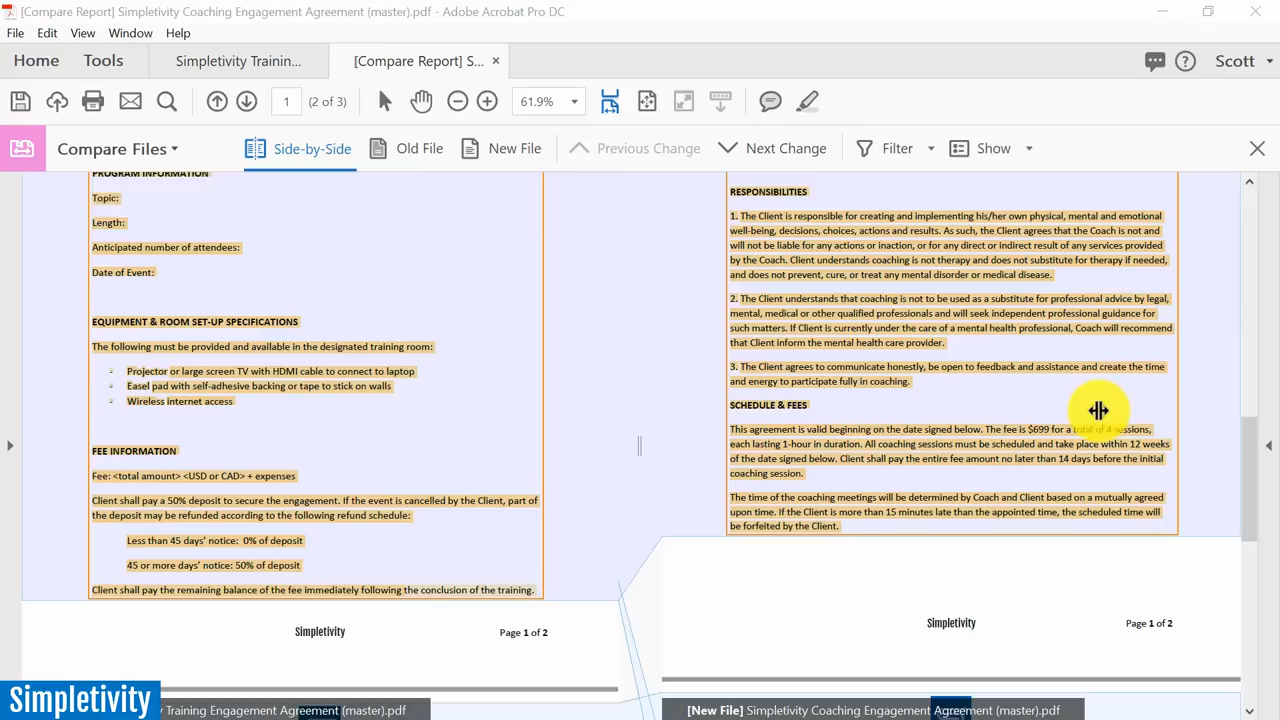 [Compare Report] Simpletivity Coaching Engagement Agreement (master).pdf - Adobe Acrobat Pro DC
File Edit View Window Help
Home Tools Simpletivity Trainin... [Compare Report] S... ×
Scott
1 (2 of 3) 61.9%
Compare Files Side-by-Side Old File New File Previous Change Next Change Filter Show
PROGRAM INFORMATION
Topic:
Length:
Anticipated number of attendees:
Date of Event:
EQUIPMENT & ROOM SET-UP SPECIFICATIONS
The following must be provided and available in the designated training room:
Projector or large screen TV with HDMI cable to connect to laptop
Easel pad with self-adhesive backing or tape to stick on walls
Wireless internet access
FEE INFORMATION
Fee: <total amount> <USD or CAD> + expenses
Client shall pay a 50% deposit to secure the engagement. If the event is cancelled by the Client, part of
the deposit may be refunded according to the following refund schedule:
Less than 45 days' notice: 0% of deposit
45 or more days' notice: 50% of deposit
Client shall pay the remaining balance of the fee immediately following the conclusion of the training.
Simpletivity Page 1 of 2
RESPONSIBILITIES
1. The Client is responsible for creating and implementing his/her own physical, mental and emotional
well-being, decisions, choices, actions and results. As such, the Client agrees that the Coach is not and
will not be liable for any actions or inaction, or for any direct or indirect result of any services provided
by the Coach. Client understands coaching is not therapy and does not substitute for therapy if needed,
and does not prevent, cure, or treat any mental disorder or medical disease.
2. The Client understands that coaching is not to be used as a substitute for professional advice by legal,
mental, medical or other qualified professionals and will seek independent professional guidance for
such matters. If Client is currently under the care of a mental health professional, Coach will recommend
that Client inform the mental health care provider.
3. The Client agrees to communicate honestly, be open to feedback and assistance and create the time
and energy to participate fully in coaching.
SCHEDULE & FEES
This agreement is valid beginning on the date signed below. The fee is $699 for a total of 4 sessions,
each lasting 1-hour in duration. All coaching sessions must be scheduled and take place within 12 weeks
of the date signed below. Client shall pay the entire fee amount no later than 14 days before the initial
coaching session.
The time of the coaching meetings will be determined by Coach and Client based on a mutually agreed
upon time. If the Client is more than 15 minutes late than the appointed time, the scheduled time will
be forfeited by the Client.
Simpletivity Page 1 of 2
Simpletivity
y Training Engagement Agreement (master).pdf
[New File] Simpletivity Coaching Engagement Agreement (master).pdf